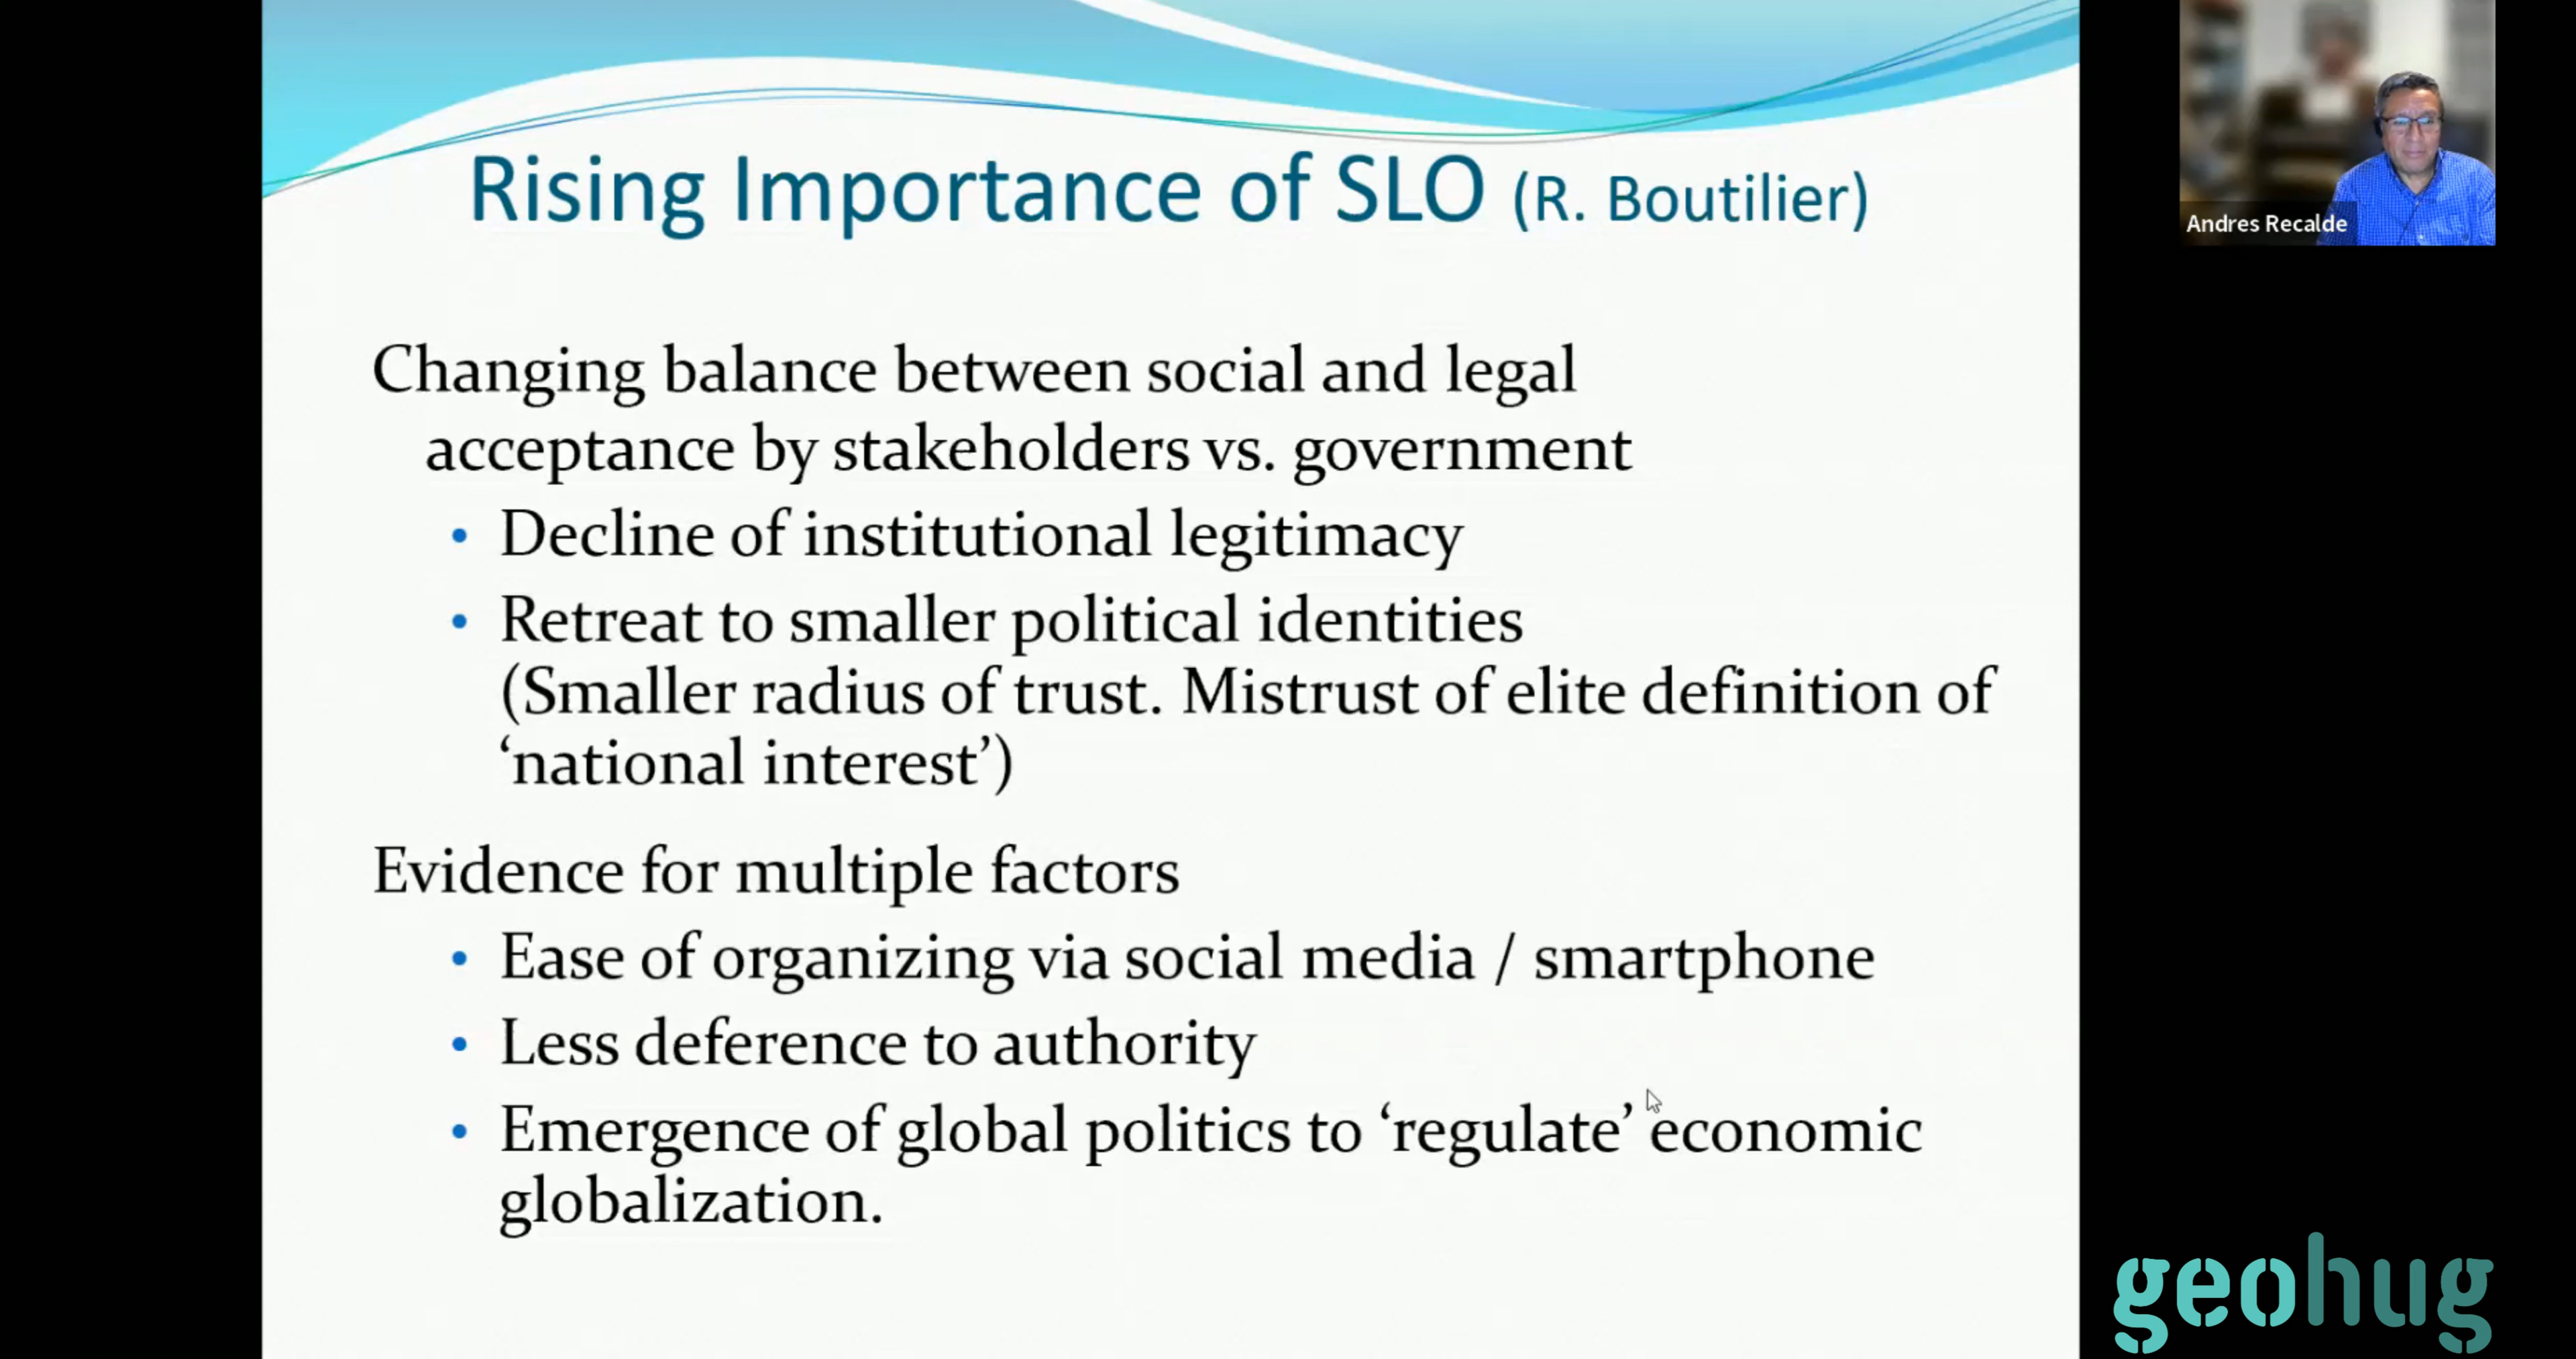 Rising Importance of SLO (R. Boutilier)
Andres Recalde
Changing balance between social and legal
acceptance by stakeholders vs. government
• Decline of institutional legitimacy
• Retreat to smaller political identities
(Smaller radius of trust. Mistrust of elite definition of
‘national interest’)
Evidence for multiple factors
• Ease of organizing via social media / smartphone
• Less deference to authority
• Emergence of global politics to ‘regulate’ economic
globalization.
geohug